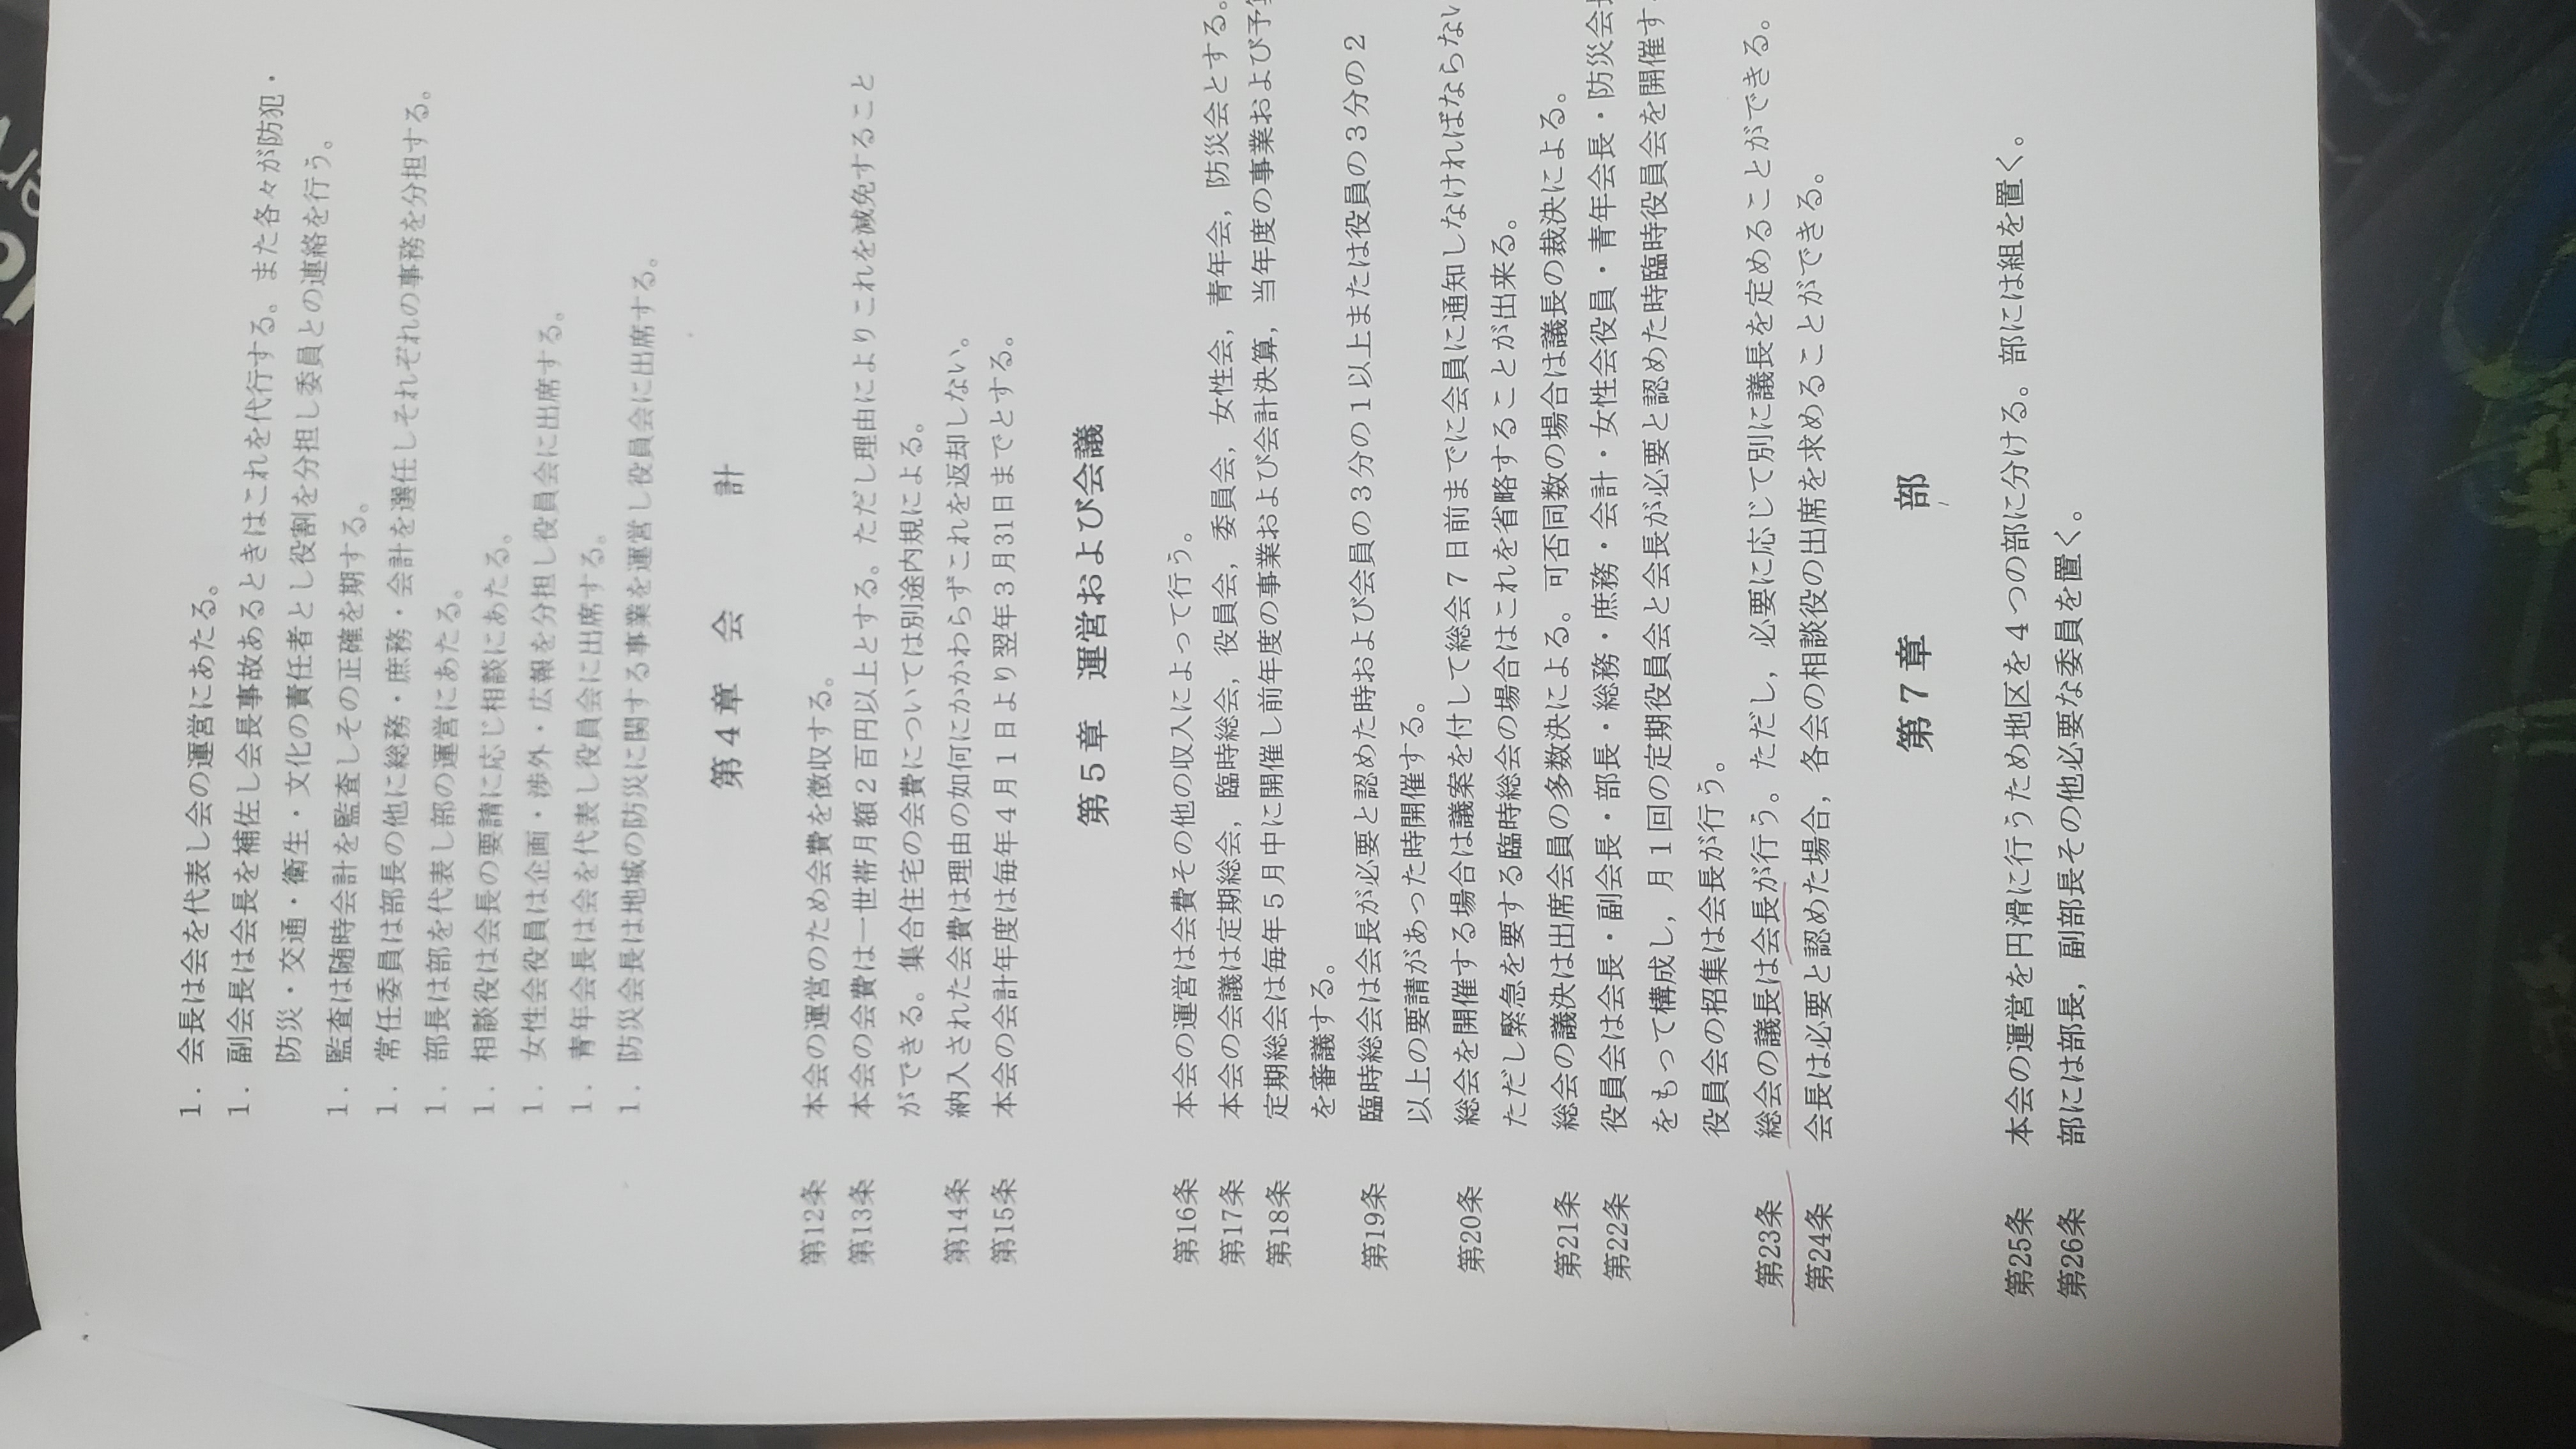 1. 会長は会を代表し会の運営にあたる。
1. 副会長は会長を補佐し会長事故あるときはこれを代行する。また各々が防犯・
防災・交通・衛生・文化の責任者とし役割を分担し委員との連絡を行う。
1. 監査は随時会計を監査しその正確を期する。
1. 常任委員は部長の他に総務・庶務・会計を選任しそれぞれの事務を分担する。
1. 部長は部を代表し部の運営にあたる。
1. 相談役は会長の要請に応じ相談にあたる。
1. 女性会役員は企画・渉外・広報を分担し役員会に出席する。
1. 青年会長は会を代表し役員会に出席する。
1. 防災会長は地域の防災に関する事業を運営し役員会に出席する。
第4章 会 計
第12条 本会の運営のため会費を徴収する。
第13条 本会の会費は一世帯月額2百円以上とする。ただし理由によりこれを減免すること
ができる。集合住宅の会費については別途内規による。
第14条 納入された会費は理由の如何にかかわらずこれを返却しない。
第15条 本会の会計年度は毎年4月1日より翌年3月31日までとする。
第5章 運営および会議
第16条 本会の運営は会費その他の収入によって行う。
第17条 本会の会議は定期総会,臨時総会,役員会,委員会,女性会,青年会,防災会とする。
第18条 定期総会は毎年5月中に開催し前年度の事業および会計決算,当年度の事業および予
を審議する。
第19条 臨時総会は会長が必要と認めた時および会員の3分の1以上または役員の3分の2
以上の要請があった時開催する。
第20条 総会を開催する場合は議案を付して総会7日前までに会員に通知しなければならない
ただし緊急を要する臨時総会の場合はこれを省略することが出来る。
第21条 総会の議決は出席会員の多数決による。可否同数の場合は議長の裁決による。
第22条 役員会は会長・副会長・部長・総務・庶務・会計・女性会役員・青年会長・防災会長
をもって構成し,月1回の定期役員会と会長が必要と認めた時臨時役員会を開催す
役員会の招集は会長が行う。
第23条 総会の議長は会長が行う。ただし,必要に応じて別に議長を定めることができる。
第24条 会長は必要と認めた場合,各会の相談役の出席を求めることができる。
第7章 部
第25条 本会の運営を円滑に行うため地区を4つの部に分ける。部には組を置く。
第26条 部には部長,副部長その他必要な委員を置く。